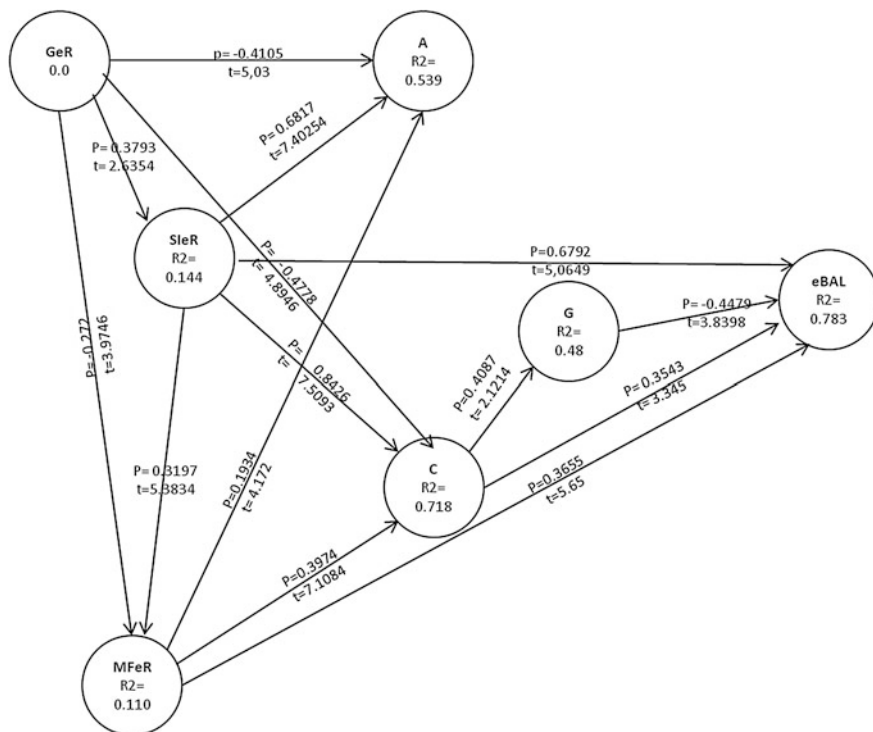 GeR
0.0
p= -0.4105
t=5,03
A
R2=
0.539
P= 0.3793
t= 2.6354
P= 0.6817
t=7.40254
SIeR
R2=
0.144
P= - 0.4778
t= 4.8946
P=0.6792
t=5,0649
eBAL
R2=
0.783
G
R2=
0.48
P= -0.4479
t=3.8398
P=-0.272
t=3.9746
P= 0.8426
t= 7.5093
P=0.4087
t= 2.1214
P= 0.3543
t= 3.345
P= 0.3197
t=5.3834
P=0.1934
t= 4.172
C
R2=
0.718
P=0.3655
t=5.65
P=0.3974
t=7.1084
MFeR
R2=
0.110